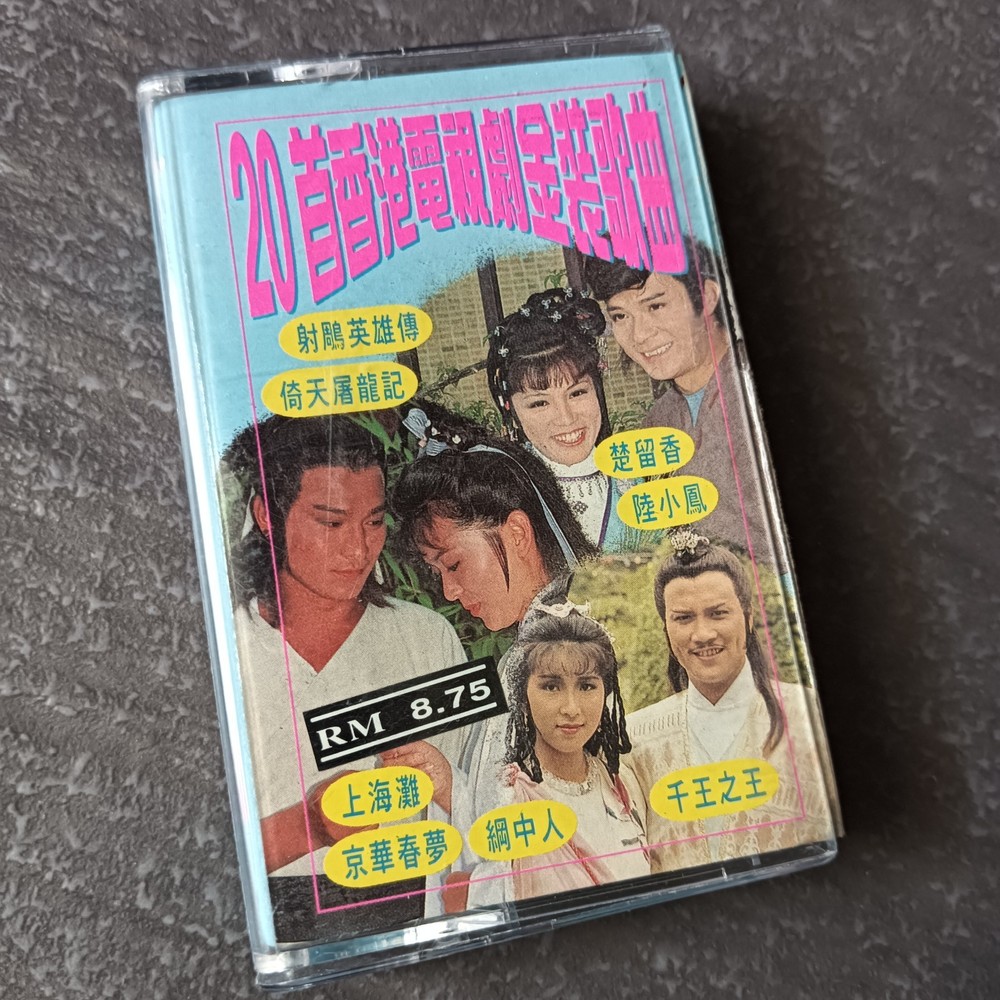 20首香港電視劇金裝歌曲
射鵰英雄傳
倚天屠龍記
楚留香
陸小鳳
RM 8.75
上海灘
京華春夢
網中人
千王之王